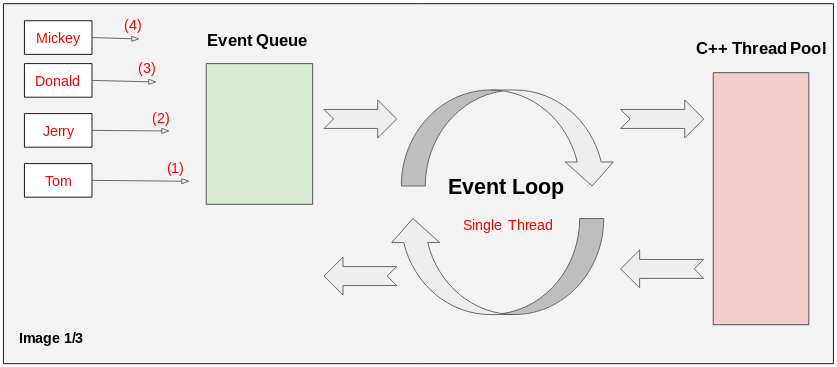 Mickey
(4)
Donald
(3)
Jerry
(2)
Tom
(1)
Event Queue
Event Loop
Single Thread
C++ Thread Pool
Image 1/3